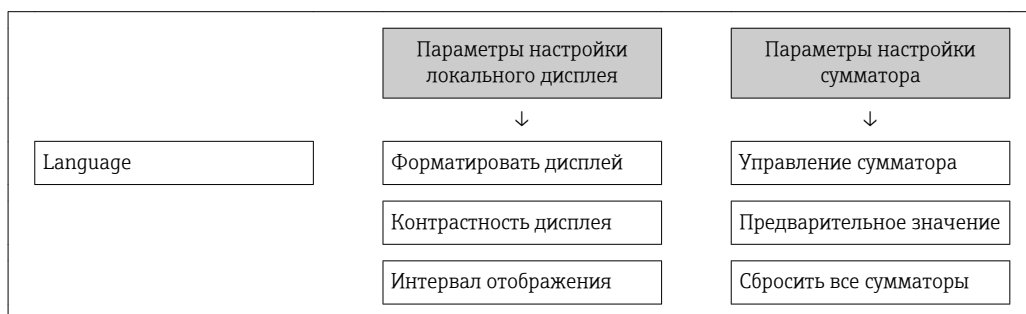 Параметры настройки
локального дисплея
Параметры настройки
сумматора
↓
↓
Language
Форматировать дисплей
Управление сумматора
Контрастность дисплея
Предварительное значение
Интервал отображения
Сбросить все сумматоры